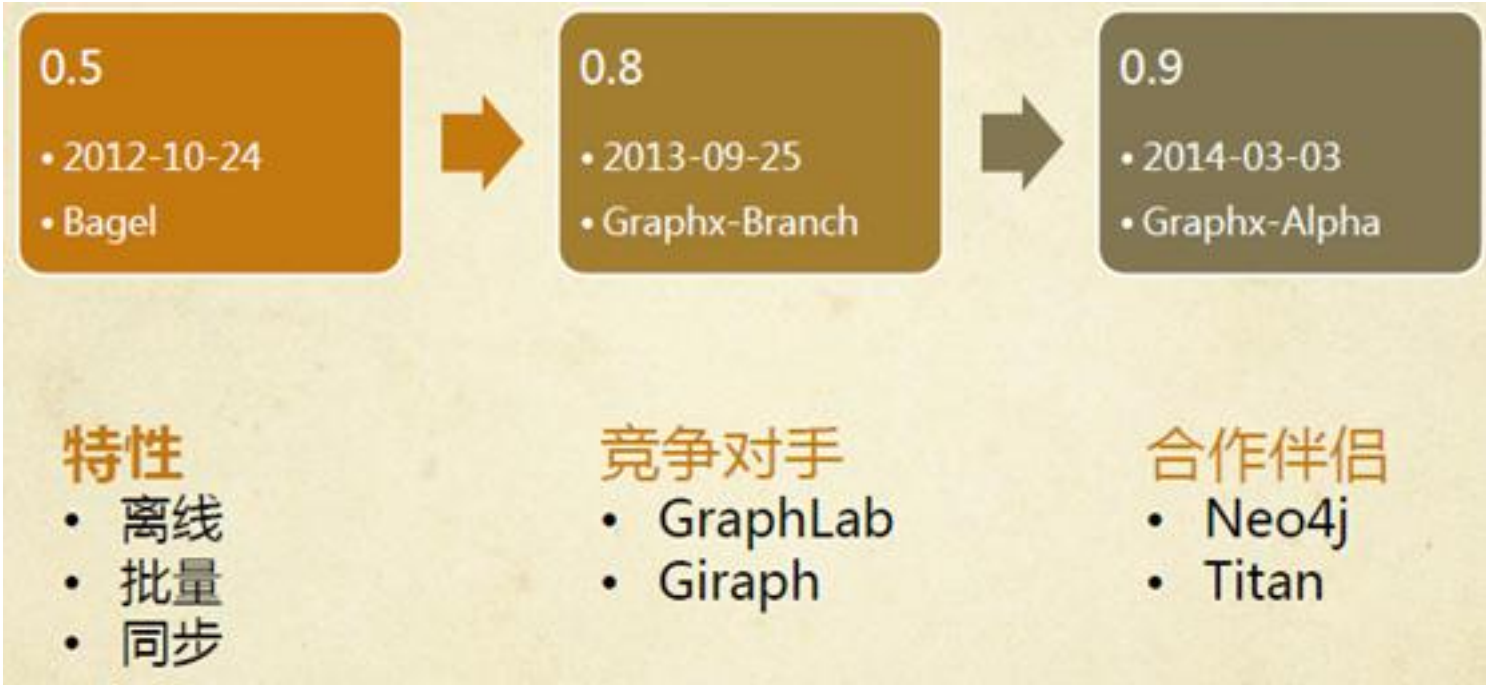 0.5
• 2012-10-24
• Bagel
0.8
• 2013-09-25
• Graphx-Branch
0.9
• 2014-03-03
• Graphx-Alpha
特性
• 离线
• 批量
• 同步
竞争对手
• GraphLab
• Giraph
合作伴侣
• Neo4j
• Titan